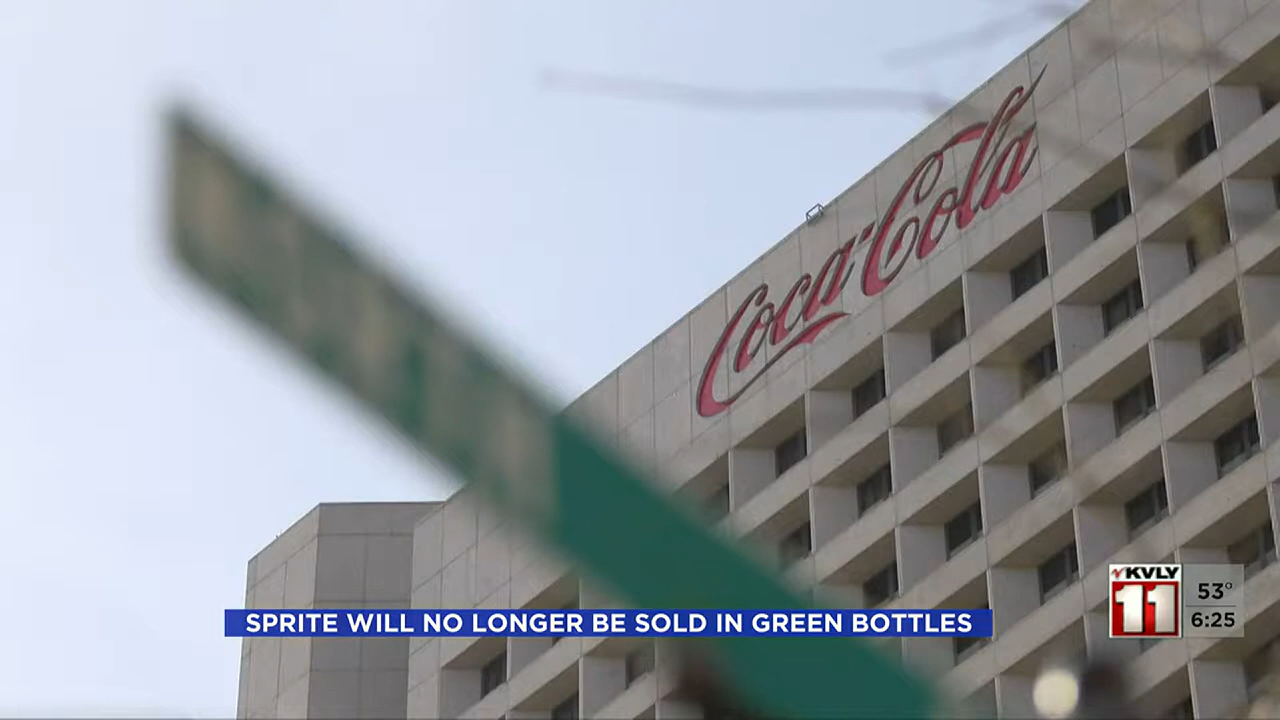 Coca-Cola
SPRITE WILL NO LONGER BE SOLD IN GREEN BOTTLES
KVLY
11
53°
6:25